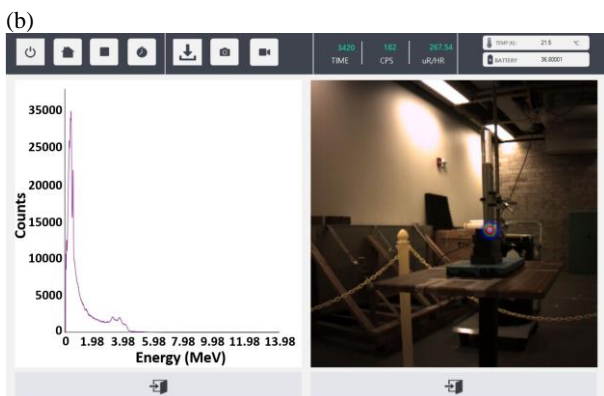 (b)
3420 182 267.54
TIME CPS uR/HR
TEMP (N) 21.5 °C
BATTERY 36.80001
35000
25000
20000
15000
10000
5000
0
Counts
0 1.98 3.98 5.98 7.98 9.98 11.98 13.98
Energy (MeV)